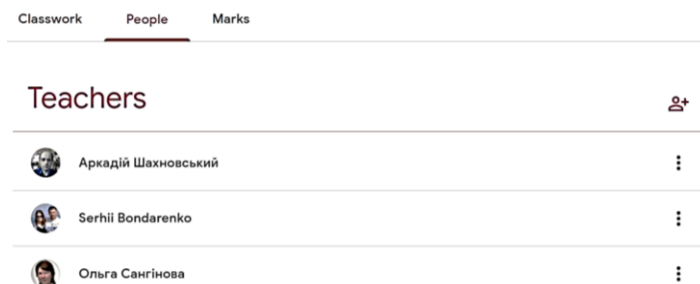 Classwork People Marks
Teachers
Аркадій Шахновський
Serhii Bondarenko
Ольга Сангінова